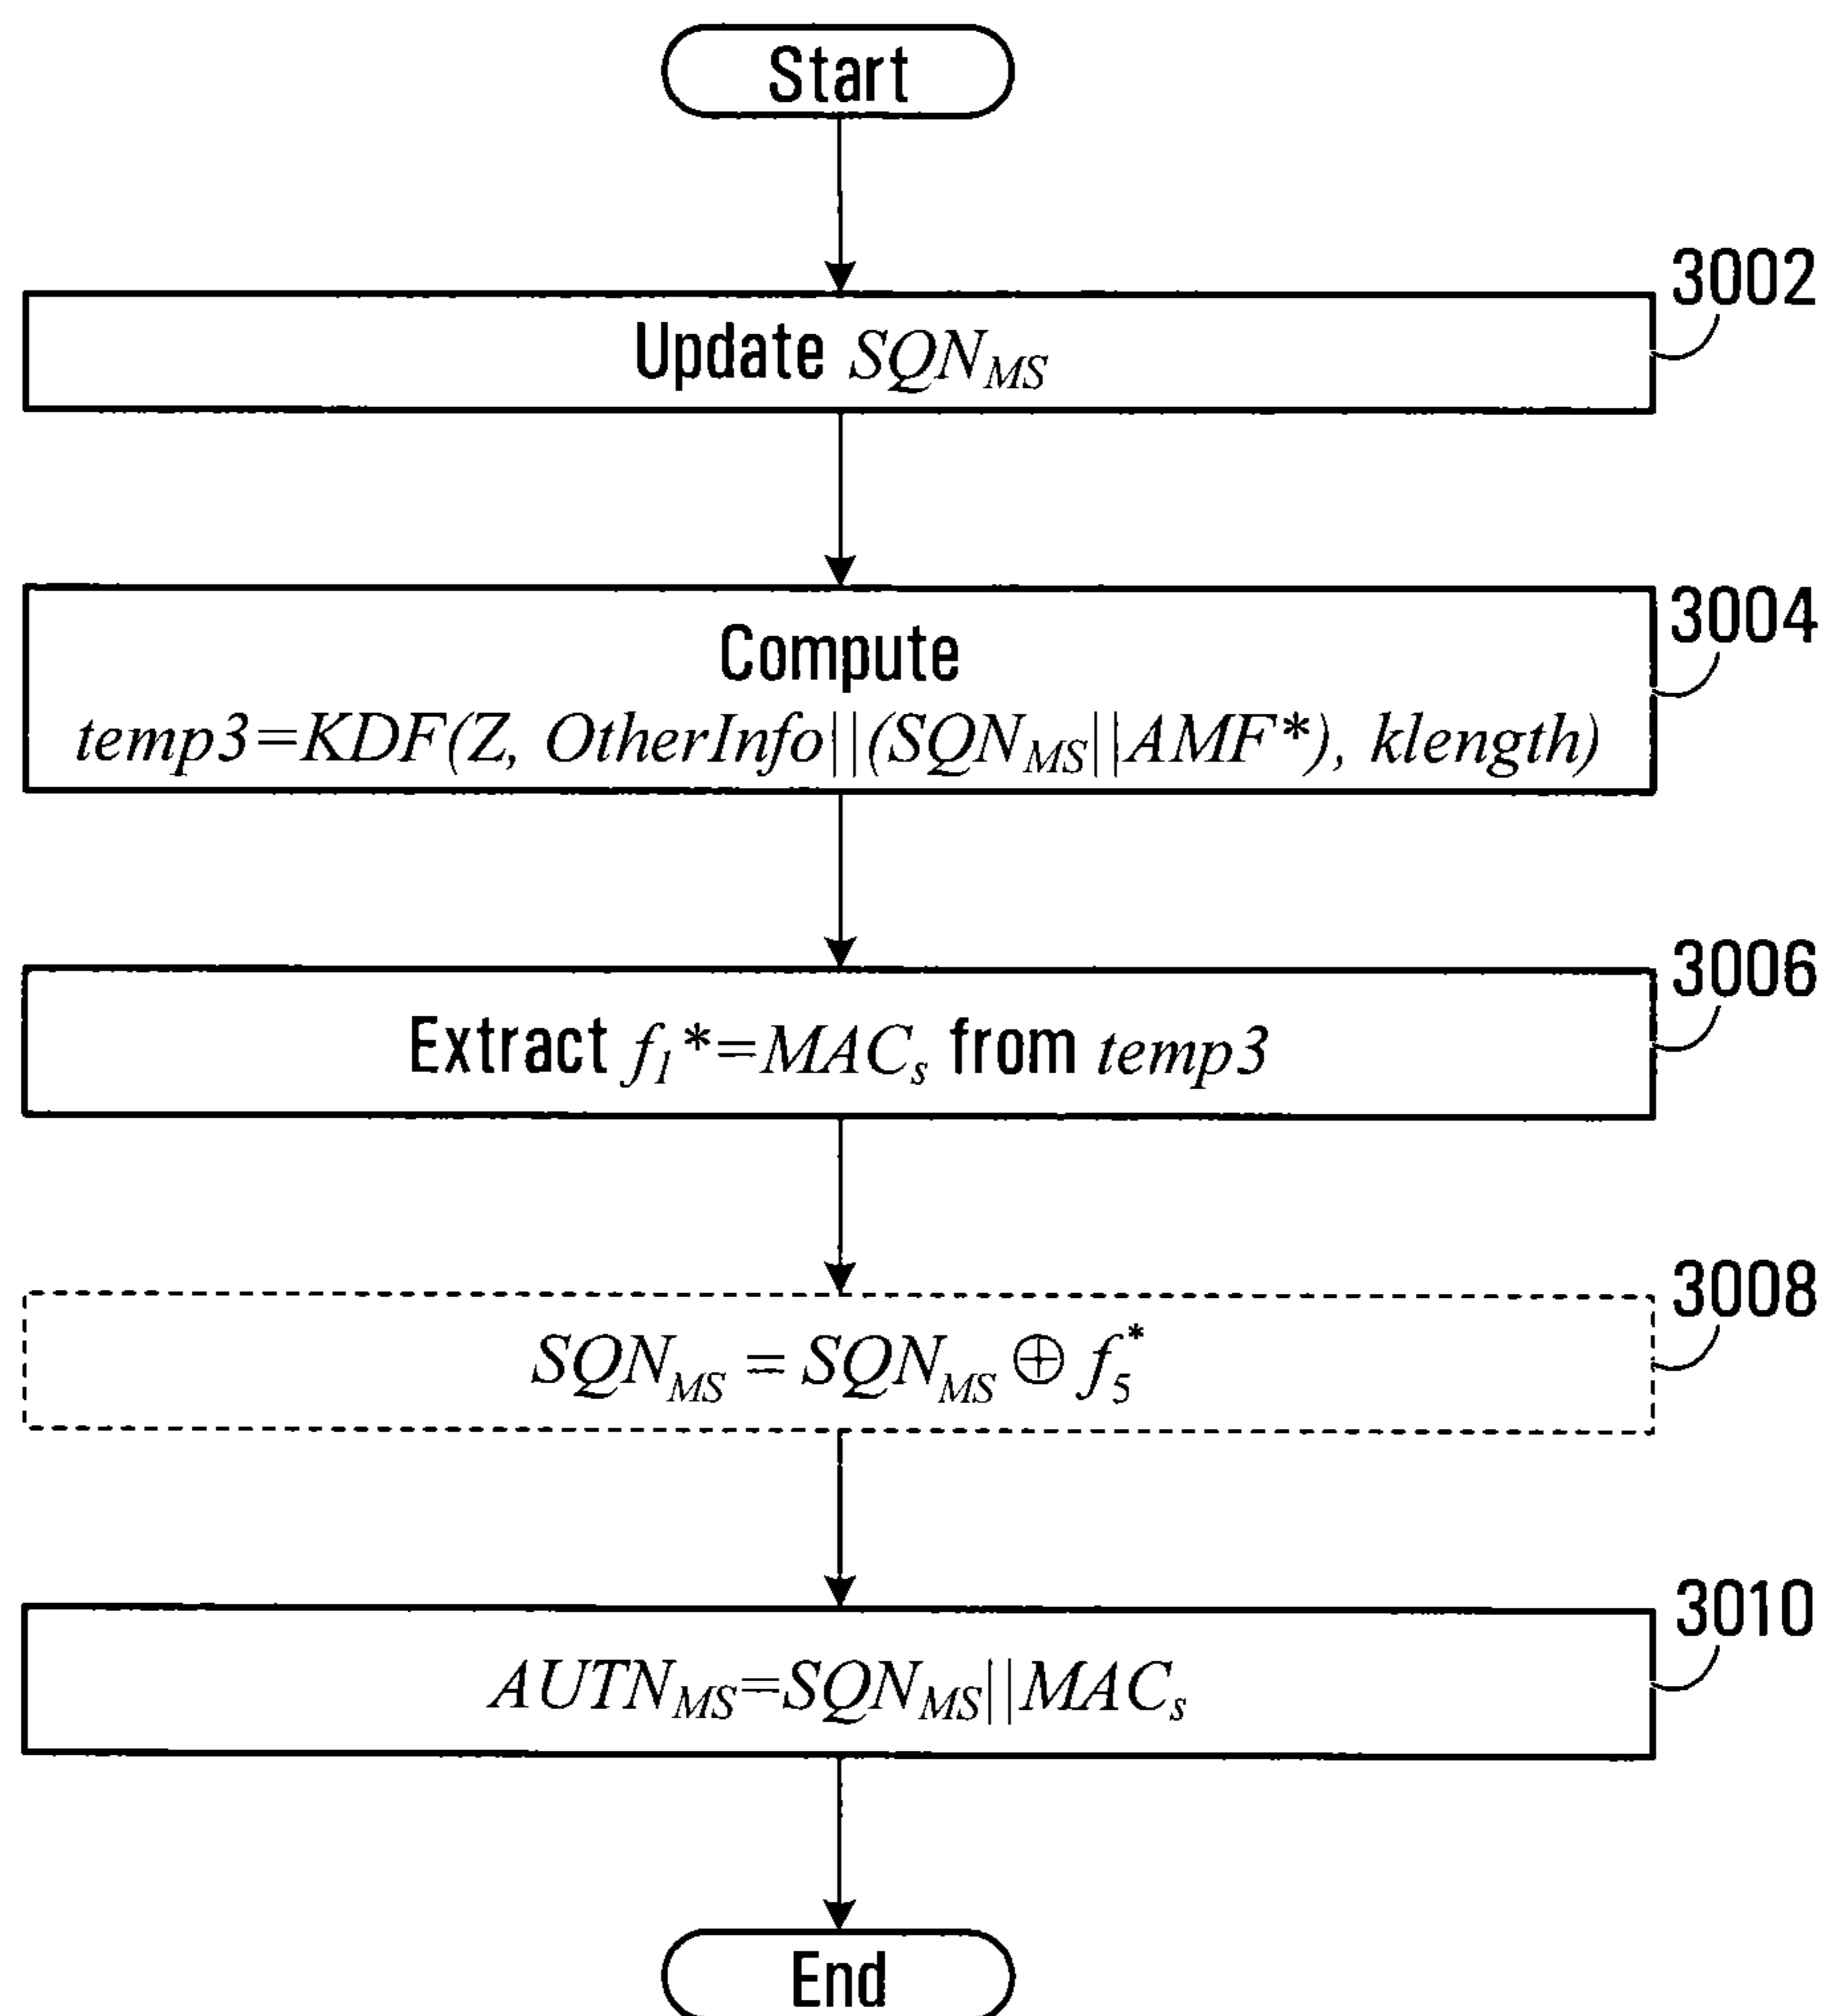 Start
3002
Update SQN_MS
3004
Compute
temp3=KDF(Z, OtherInfo||(SQN_MS||AMF*), klength)
3006
Extract f_1*=MAC_s from temp3
3008
SQN_MS = SQN_MS ⊕ f_5^*
3010
AUTN_MS=SQN_MS||MAC_s
End